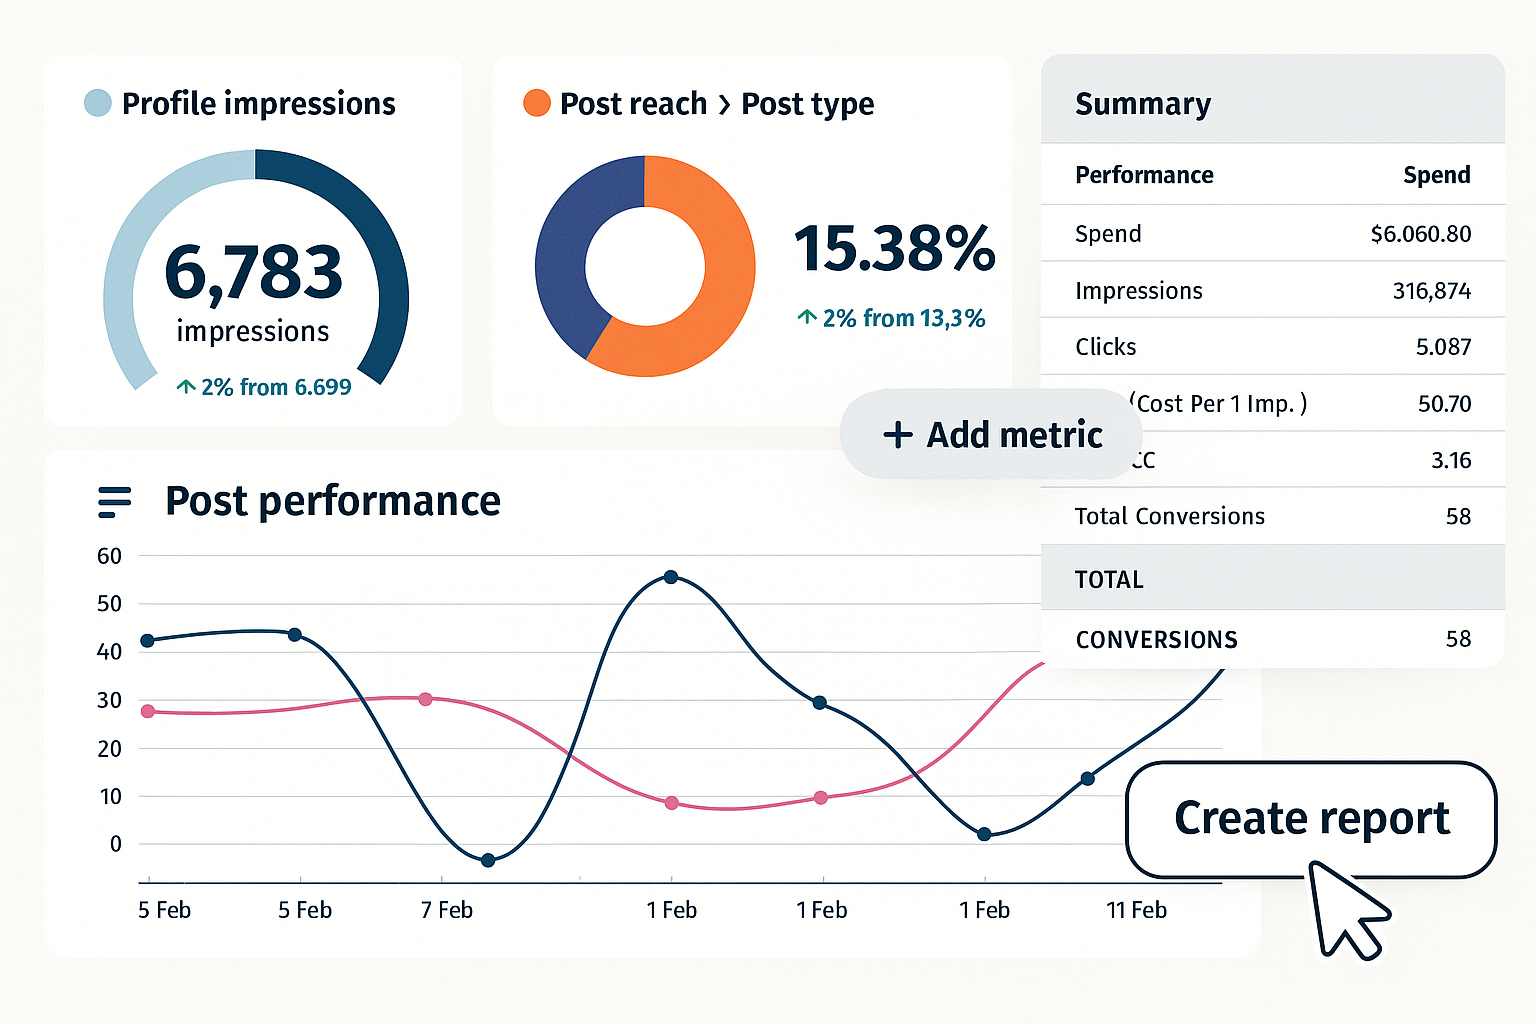 Profile impressions
6,783
impressions
↑ 2% from 6.699
Post reach › Post type
15.38%
↑ 2% from 13,3%
Summary
Performance Spend
Spend $6.060.80
Impressions 316,874
Clicks 5.087
(Cost Per 1 Imp. ) 50.70
CC 3.16
Total Conversions 58
TOTAL
CONVERSIONS 58
+ Add metric
Post performance
60
50
40
30
20
10
0
5 Feb 5 Feb 7 Feb 1 Feb 1 Feb 1 Feb 11 Feb
Create report